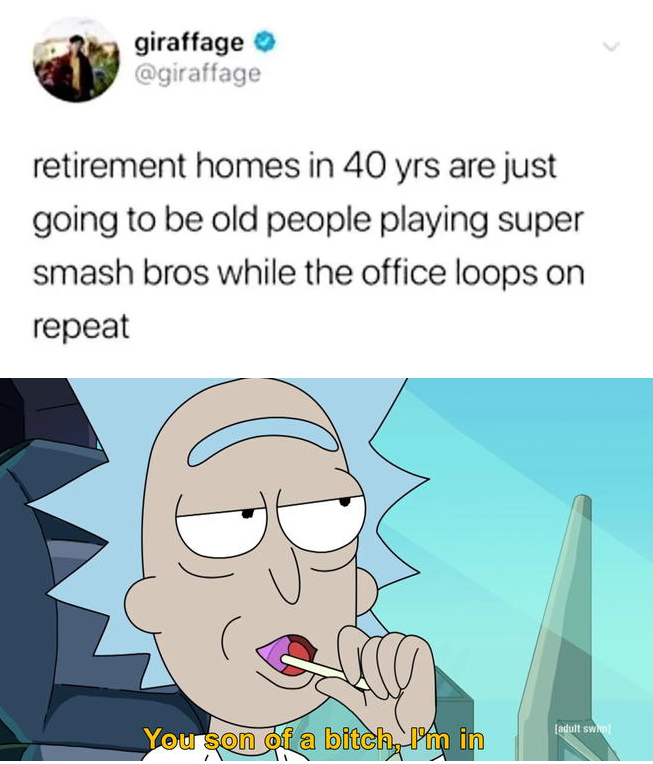 giraffage
@giraffage
retirement homes in 40 yrs are just
going to be old people playing super
smash bros while the office loops on
repeat
You son of a bitch, I'm in
[adult swim]